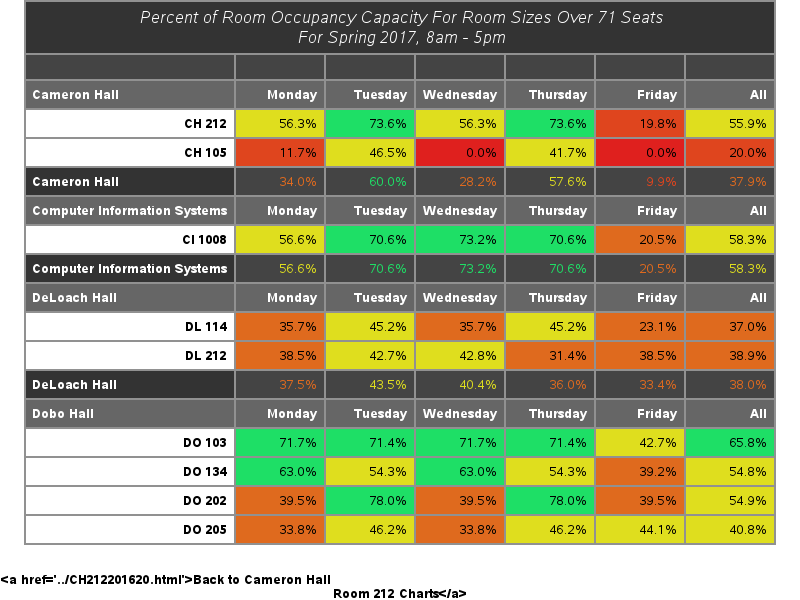 Percent of Room Occupancy Capacity For Room Sizes Over 71 Seats
For Spring 2017, 8am - 5pm
Cameron Hall Monday Tuesday Wednesday Thursday Friday All
CH 212 56.3% 73.6% 56.3% 73.6% 19.8% 55.9%
CH 105 11.7% 46.5% 0.0% 41.7% 0.0% 20.0%
Cameron Hall 34.0% 60.0% 28.2% 57.6% 9.9% 37.9%
Computer Information Systems Monday Tuesday Wednesday Thursday Friday All
CI 1008 56.6% 70.6% 73.2% 70.6% 20.5% 58.3%
Computer Information Systems 56.6% 70.6% 73.2% 70.6% 20.5% 58.3%
DeLoach Hall Monday Tuesday Wednesday Thursday Friday All
DL 114 35.7% 45.2% 35.7% 45.2% 23.1% 37.0%
DL 212 38.5% 42.7% 42.8% 31.4% 38.5% 38.9%
DeLoach Hall 37.5% 43.5% 40.4% 36.0% 33.4% 38.0%
Dobo Hall Monday Tuesday Wednesday Thursday Friday All
DO 103 71.7% 71.4% 71.7% 71.4% 42.7% 65.8%
DO 134 63.0% 54.3% 63.0% 54.3% 39.2% 54.8%
DO 202 39.5% 78.0% 39.5% 78.0% 39.5% 54.9%
DO 205 33.8% 46.2% 33.8% 46.2% 44.1% 40.8%
&lt;a href='../CH212201620.html'&gt;Back to Cameron Hall
Room 212 Charts&lt;/a&gt;